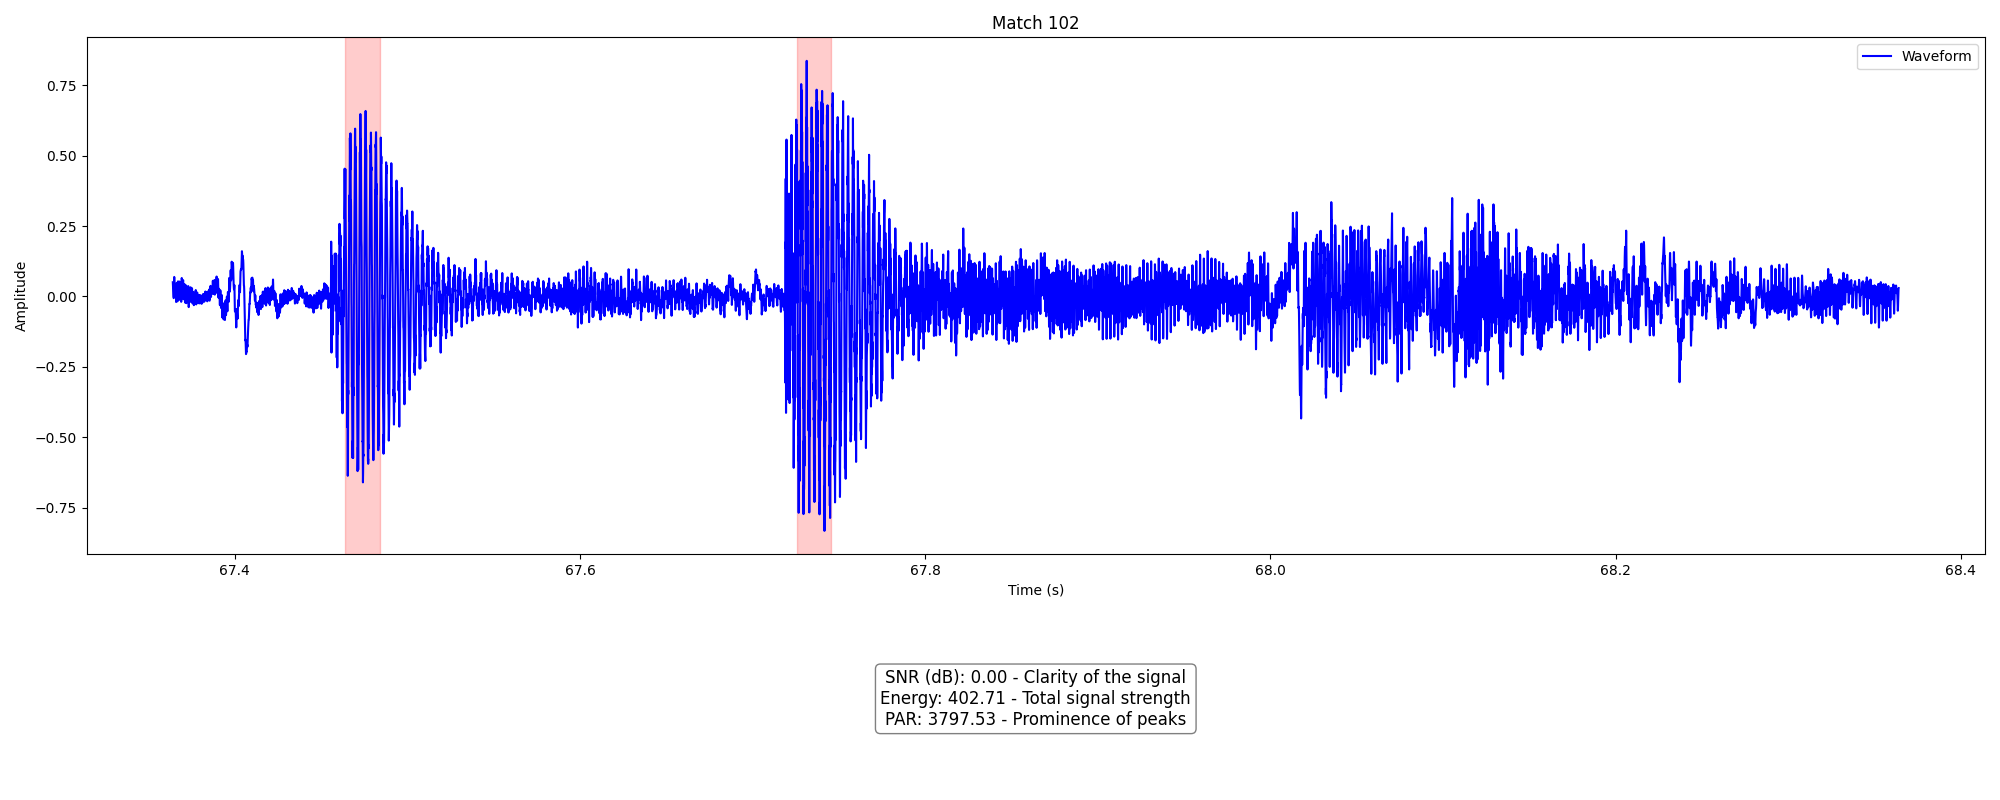 Match 102
Waveform
Amplitude
0.75
0.50
0.25
0.00
−0.25
−0.50
−0.75
67.4 67.6 67.8 68.0 68.2 68.4
Time (s)
SNR (dB): 0.00 - Clarity of the signal
Energy: 402.71 - Total signal strength
PAR: 3797.53 - Prominence of peaks